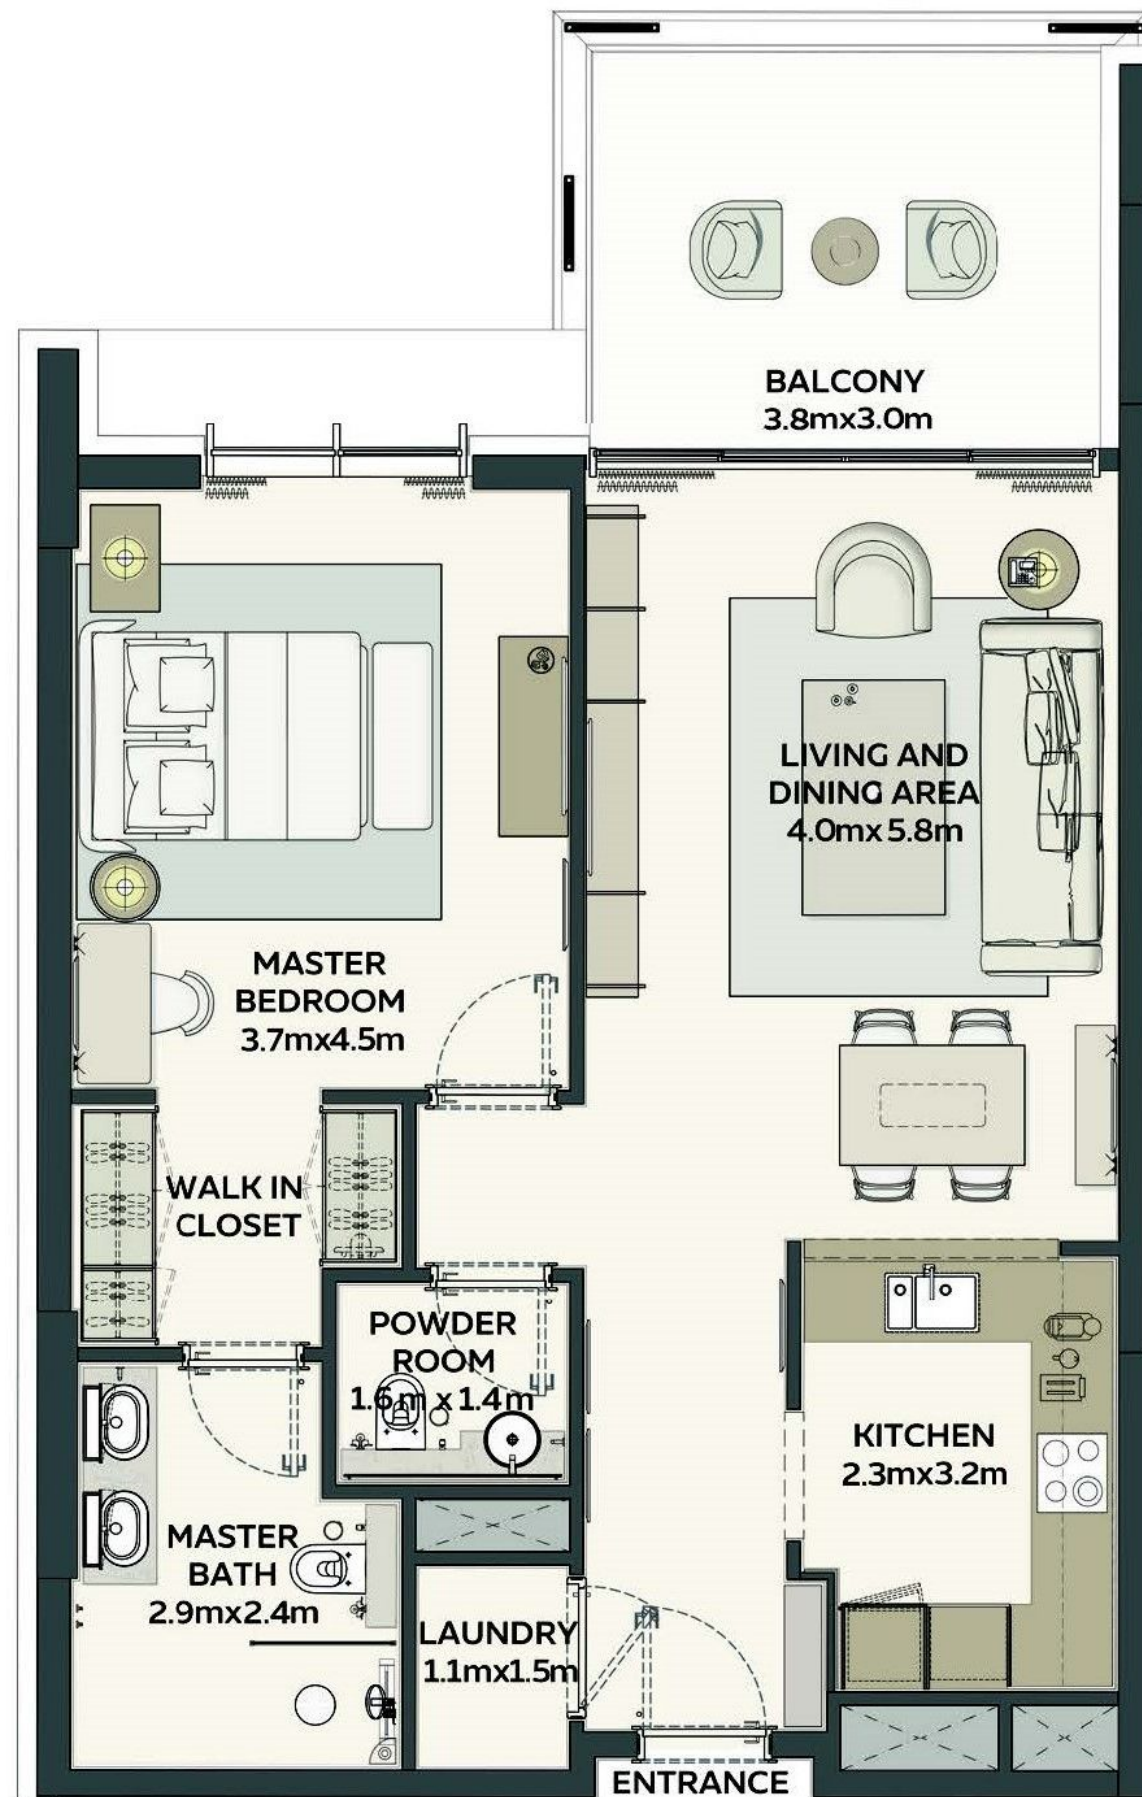 BALCONY
3.8mx3.0m
LIVING AND
DINING AREA
4.0mx5.8m
MASTER
BEDROOM
3.7mx4.5m
WALK IN
CLOSET
POWDER
ROOM
1.6m x 1.4m
KITCHEN
2.3mx3.2m
MASTER
BATH
2.9mx2.4m
LAUNDRY
1.1mx1.5m
ENTRANCE